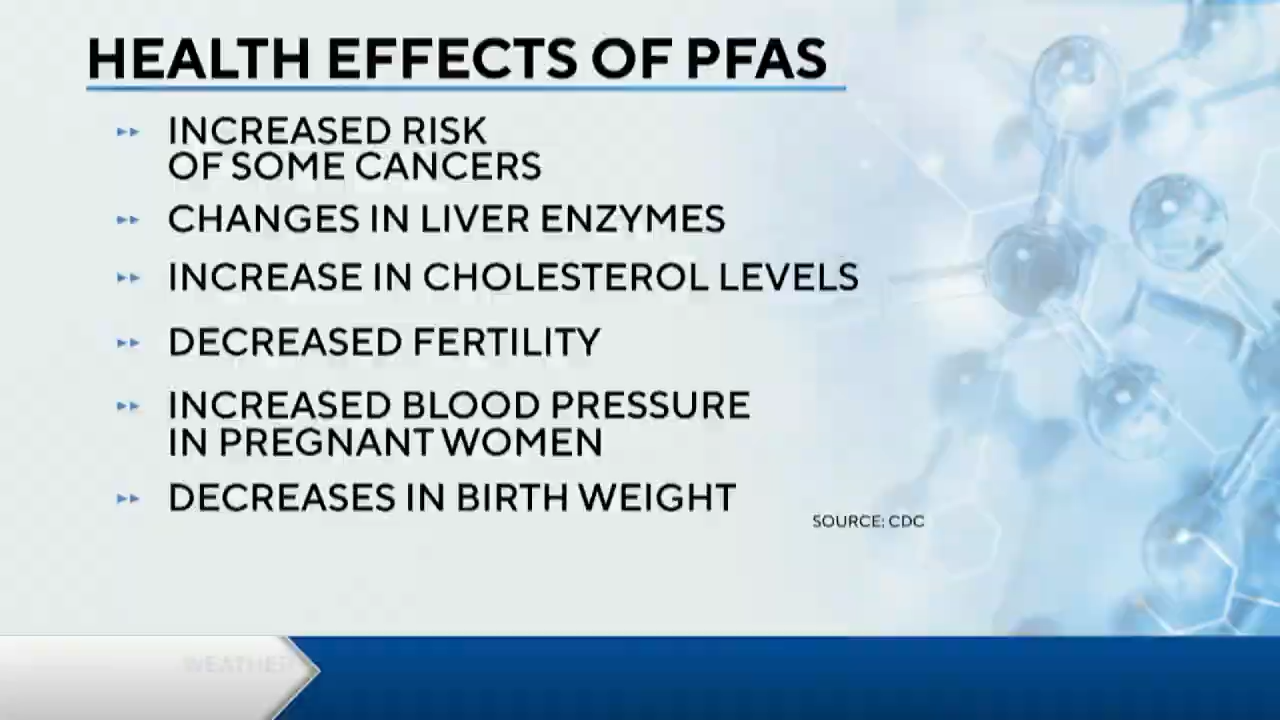 HEALTH EFFECTS OF PFAS
INCREASED RISK
OF SOME CANCERS
CHANGES IN LIVER ENZYMES
INCREASE IN CHOLESTEROL LEVELS
DECREASED FERTILITY
INCREASED BLOOD PRESSURE
IN PREGNANT WOMEN
DECREASES IN BIRTH WEIGHT
SOURCE: CDC
WEATHER